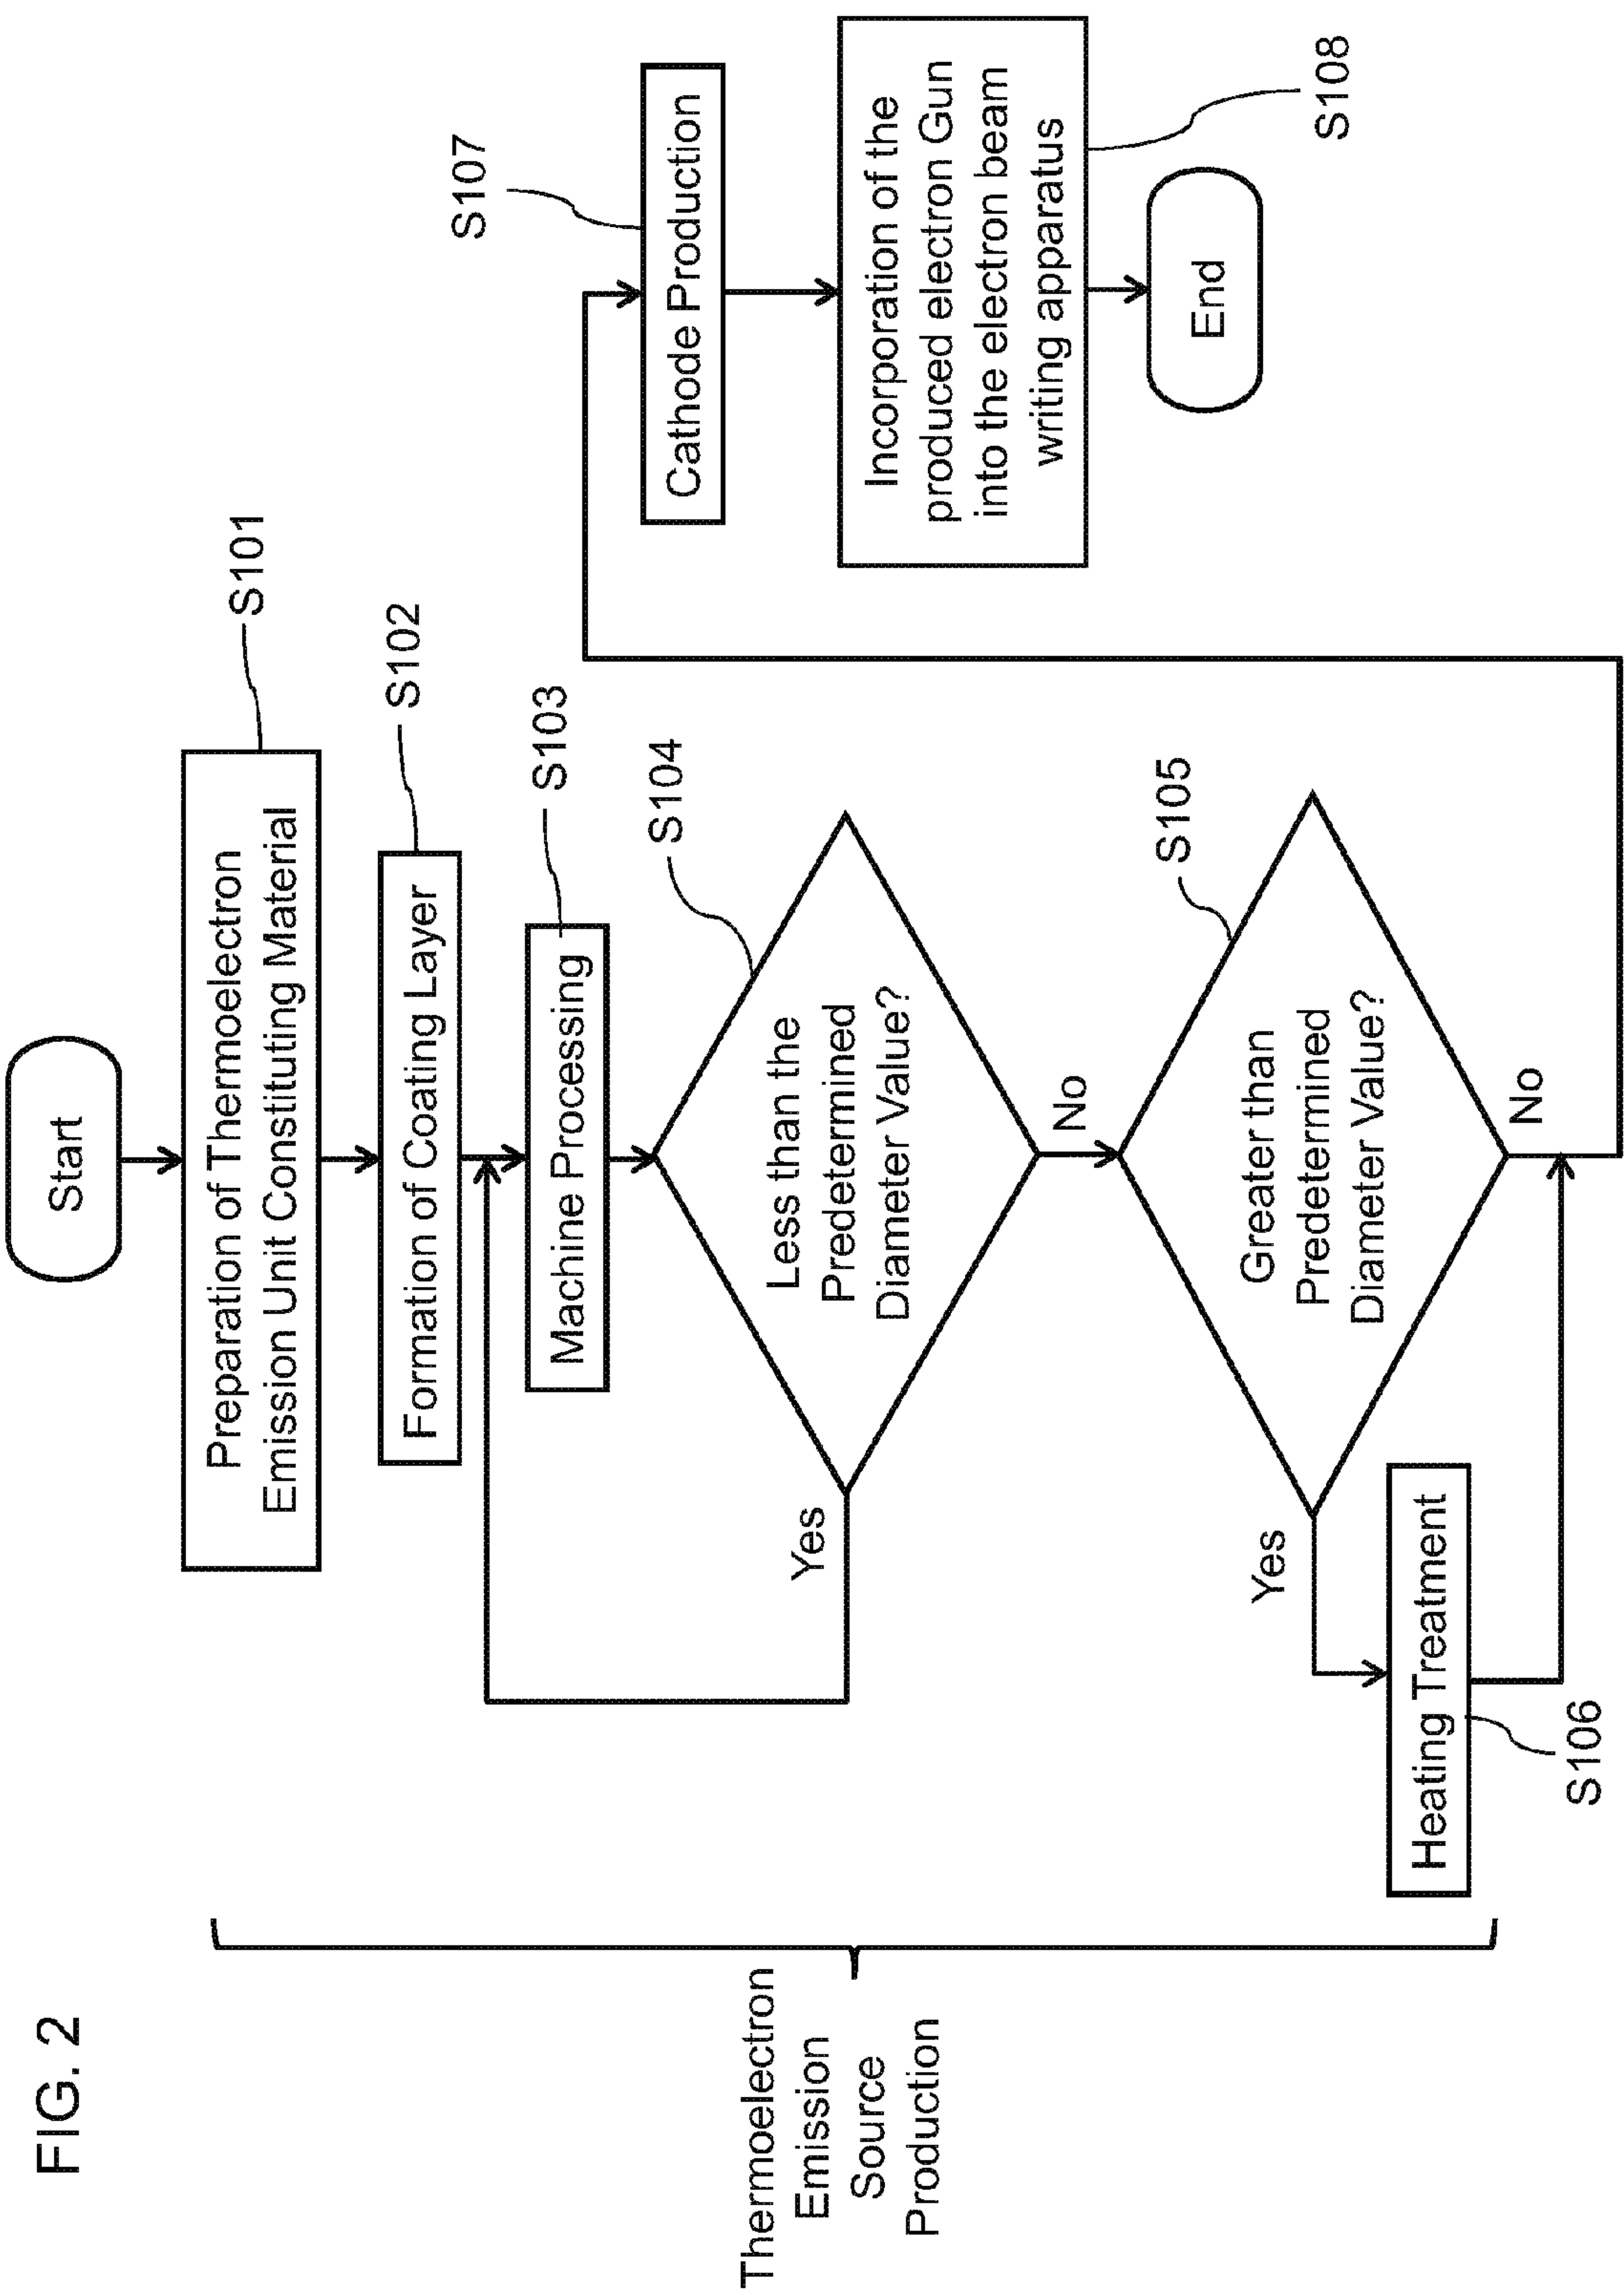 FIG. 2
Start
Preparation of Thermoelectron
Emission Unit Constituting Material
S101
Formation of Coating Layer
S102
Machine Processing
S103
Less than the
Predetermined
Diameter Value?
S104
Yes
No
Greater than
Predetermined
Diameter Value?
S105
Yes
No
Heating Treatment
S106
Thermoelectron
Emission
Source
Production
Cathode Production
S107
Incorporation of the
produced electron Gun
into the electron beam
writing apparatus
S108
End